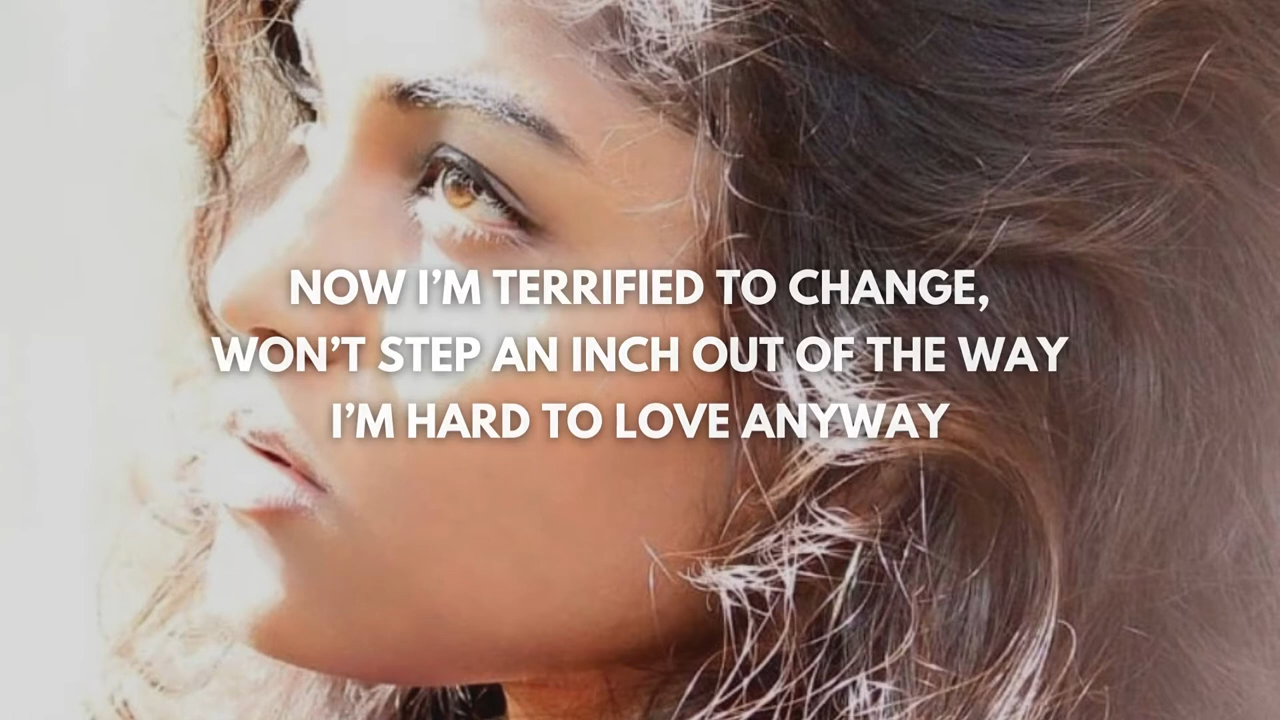 NOW I’M TERRIFIED TO CHANGE,
WON’T STEP AN INCH OUT OF THE WAY
I’M HARD TO LOVE ANYWAY